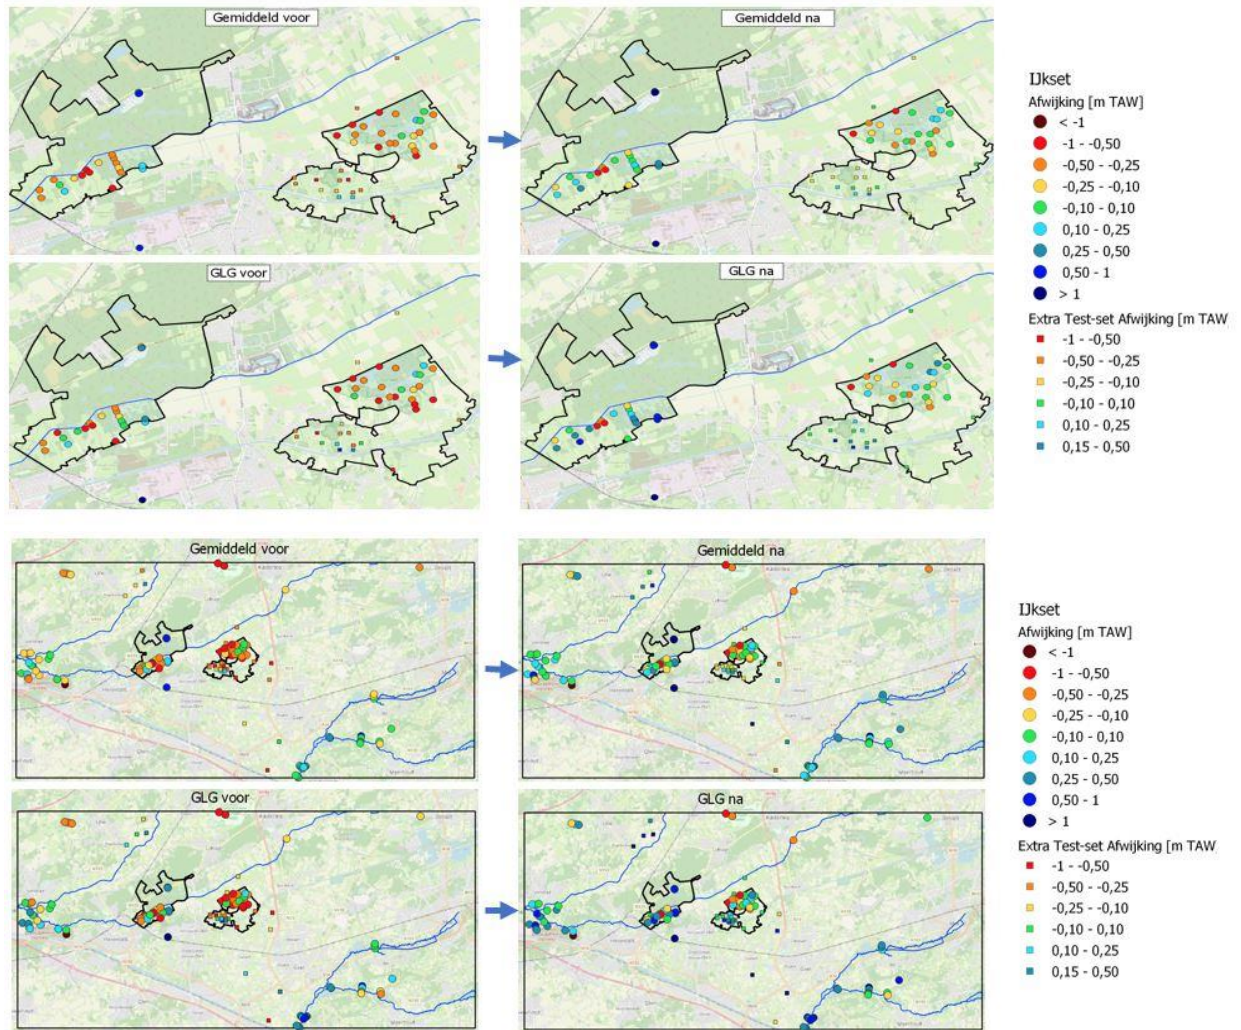 Gemiddeld voor
Gemiddeld na
IJkset
Afwijking [m TAW]
< -1
-1 - -0,50
-0,50 - -0,25
-0,25 - -0,10
-0,10 - 0,10
0,10 - 0,25
0,25 - 0,50
0,50 - 1
> 1
Extra Test-set Afwijking [m TAW
-1 - -0,50
-0,50 - -0,25
-0,25 - -0,10
-0,10 - 0,10
0,10 - 0,25
0,15 - 0,50
GLG voor
GLG na
Gemiddeld voor
Gemiddeld na
IJkset
Afwijking [m TAW]
< -1
-1 - -0,50
-0,50 - -0,25
-0,25 - -0,10
-0,10 - 0,10
0,10 - 0,25
0,25 - 0,50
0,50 - 1
> 1
Extra Test-set Afwijking [m TAW
-1 - -0,50
-0,50 - -0,25
-0,25 - -0,10
-0,10 - 0,10
0,10 - 0,25
0,15 - 0,50
GLG voor
GLG na